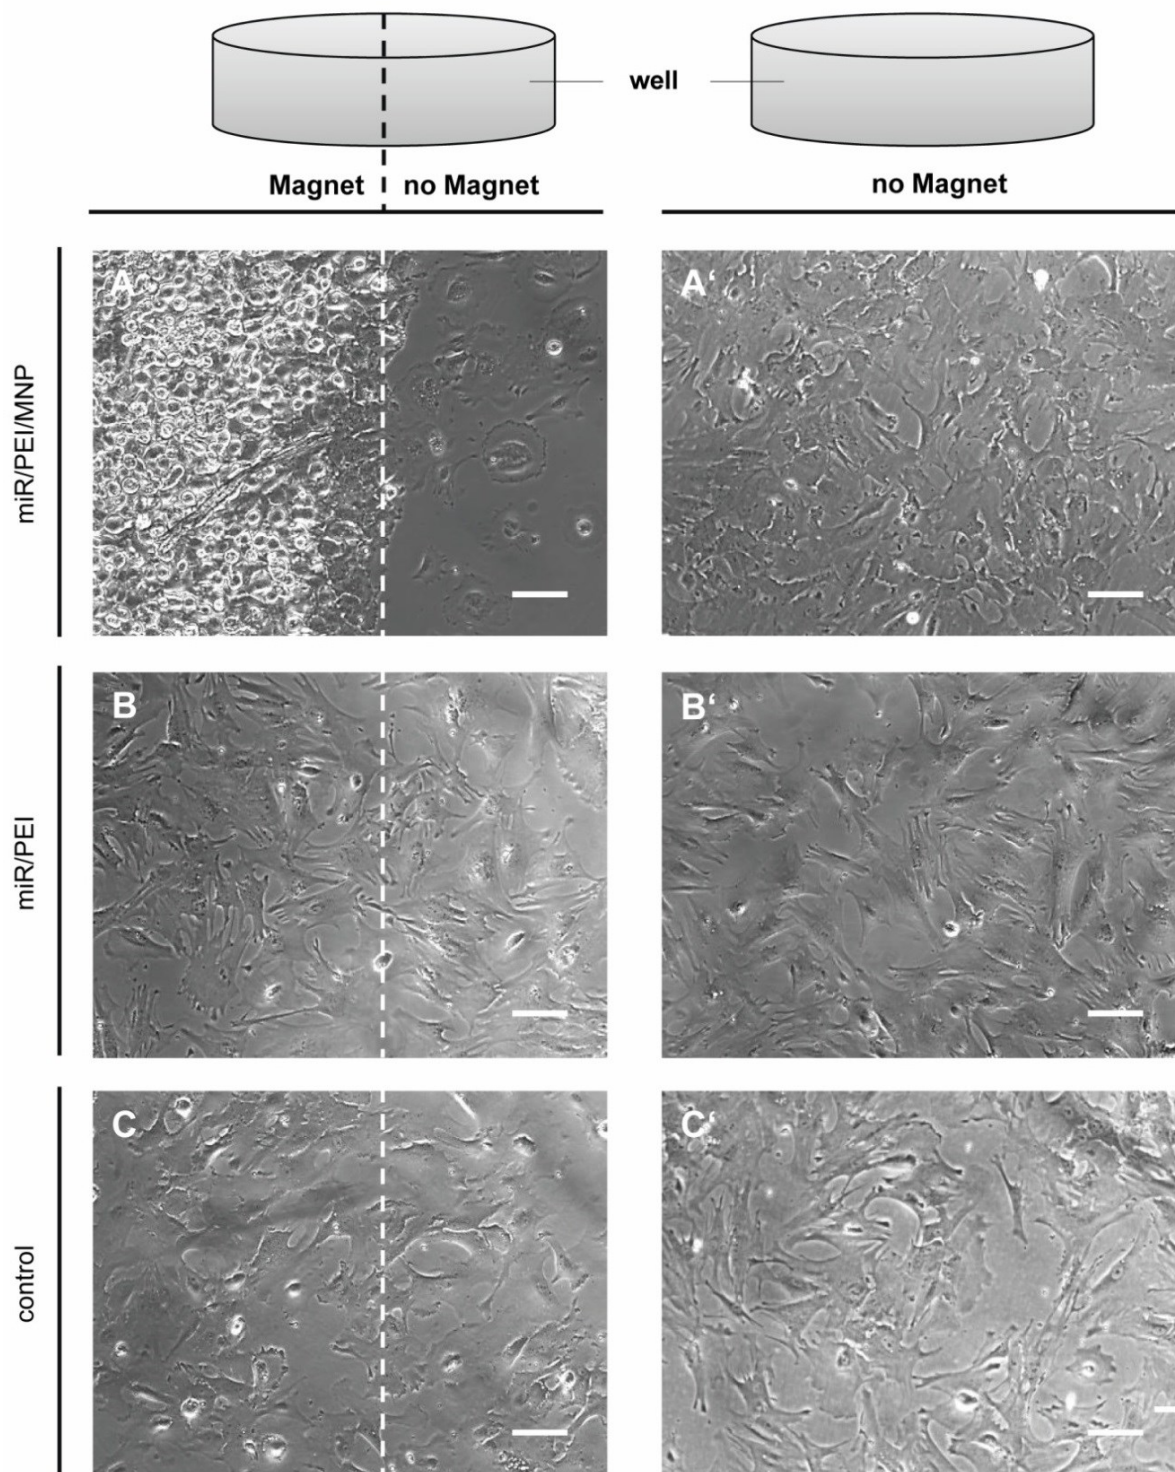 well
Magnet no Magnet
no Magnet
miR/PEI/MNP
A
A‘
miR/PEI
B
B‘
control
C
C‘